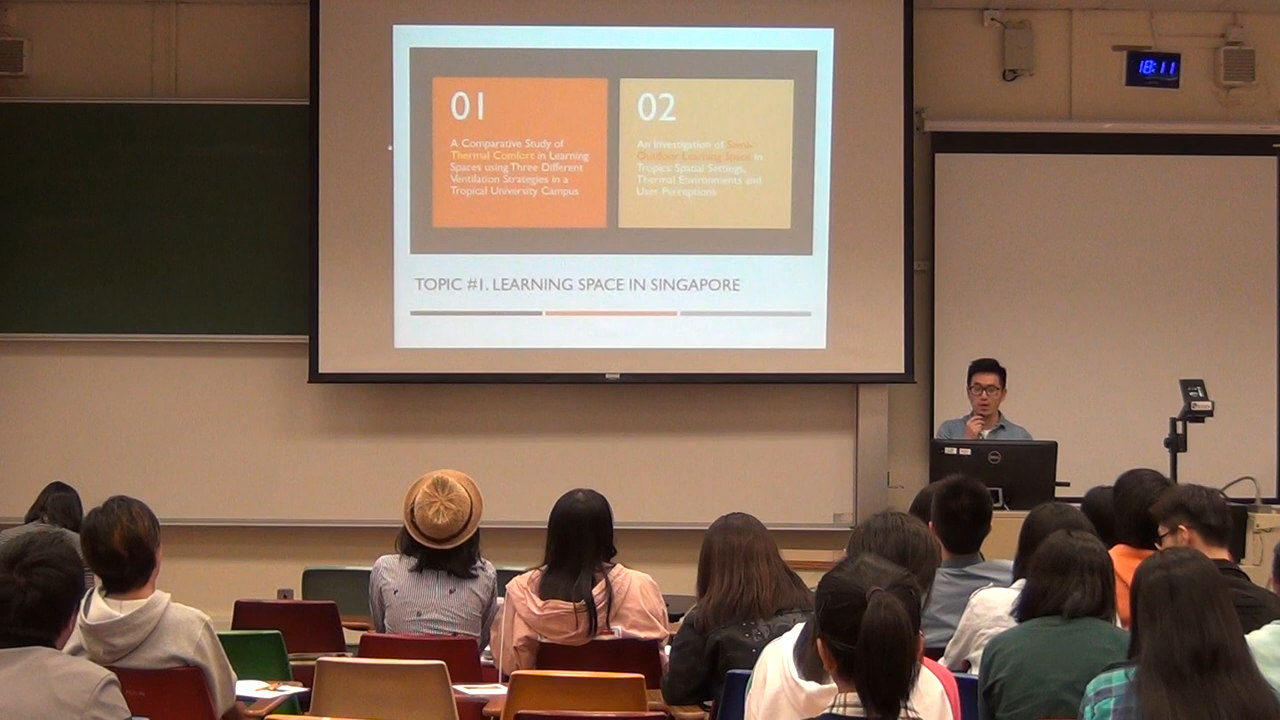 01
A Comparative Study of
Thermal Comfort in Learning
Spaces using Three Different
Ventilation Strategies in a
Tropical University Campus
02
An Investigation of Semi-
Outdoor Learning Space in
Tropics: Spatial Settings,
Thermal Environments and
User Perceptions
TOPIC #1. LEARNING SPACE IN SINGAPORE
18:11
DELL